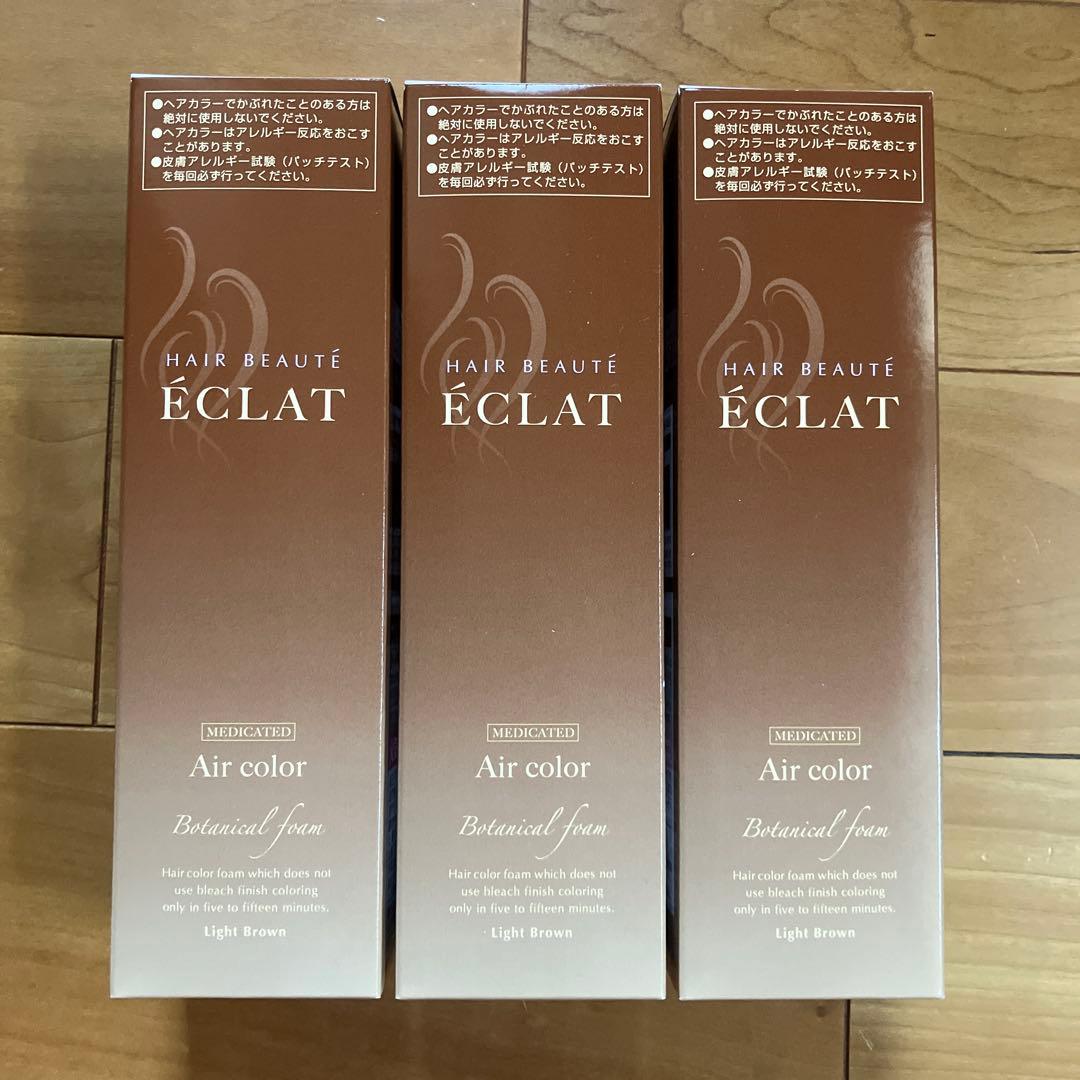 ●ヘアカラーでかぶれたことのある方は
絶対に使用しないでください。
●ヘアカラーはアレルギー反応をおこす
ことがあります。
●皮膚アレルギー試験（パッチテスト）
を毎回必ず行ってください。
HAIR BEAUTÉ
ÉCLAT
MEDICATED
Air color
Botanical foam
Hair color foam which does not
use bleach finish coloring
only in five to fifteen minutes.
Light Brown
●ヘアカラーでかぶれたことのある方は
絶対に使用しないでください。
●ヘアカラーはアレルギー反応をおこす
ことがあります。
●皮膚アレルギー試験（パッチテスト）
を毎回必ず行ってください。
HAIR BEAUTÉ
ÉCLAT
MEDICATED
Air color
Botanical foam
Hair color foam which does not
use bleach finish coloring
only in five to fifteen minutes.
Light Brown
●ヘアカラーでかぶれたことのある方は
絶対に使用しないでください。
●ヘアカラーはアレルギー反応をおこす
ことがあります。
●皮膚アレルギー試験（パッチテスト）
を毎回必ず行ってください。
HAIR BEAUTÉ
ÉCLAT
MEDICATED
Air color
Botanical foam
Hair color foam which does not
use bleach finish coloring
only in five to fifteen minutes.
Light Brown